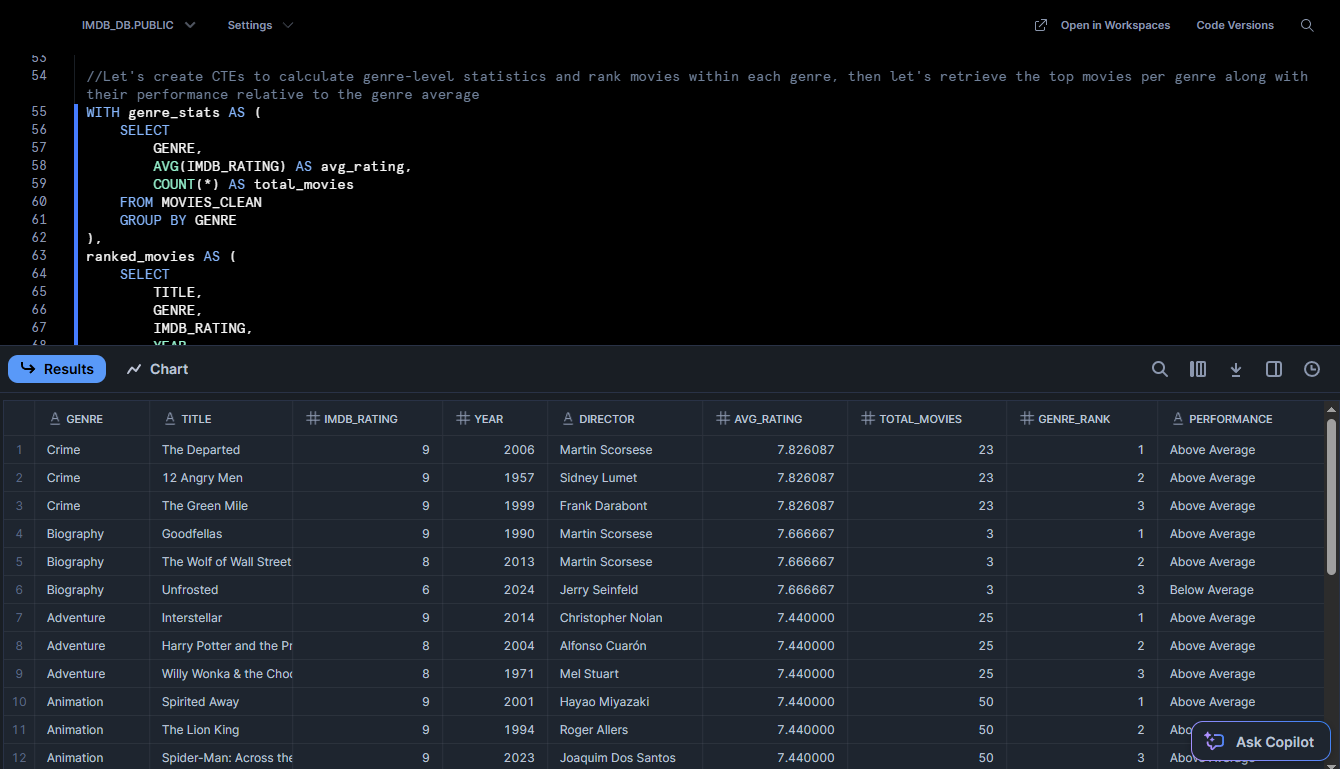 IMDB_DB.PUBLIC Settings Open in Workspaces Code Versions
53
54 //Let's create CTEs to calculate genre-level statistics and rank movies within each genre, then let's retrieve the top movies per genre along with
their performance relative to the genre average
55 WITH genre_stats AS (
56 SELECT
57 GENRE,
58 AVG(IMDB_RATING) AS avg_rating,
59 COUNT(*) AS total_movies
60 FROM MOVIES_CLEAN
61 GROUP BY GENRE
62 ),
63 ranked_movies AS (
64 SELECT
65 TITLE,
66 GENRE,
67 IMDB_RATING,
68 YEAR
Results Chart
A GENRE A TITLE # IMDB_RATING # YEAR A DIRECTOR # AVG_RATING # TOTAL_MOVIES # GENRE_RANK A PERFORMANCE
1 Crime The Departed 9 2006 Martin Scorsese 7.826087 23 1 Above Average
2 Crime 12 Angry Men 9 1957 Sidney Lumet 7.826087 23 2 Above Average
3 Crime The Green Mile 9 1999 Frank Darabont 7.826087 23 3 Above Average
4 Biography Goodfellas 9 1990 Martin Scorsese 7.666667 3 1 Above Average
5 Biography The Wolf of Wall Street 8 2013 Martin Scorsese 7.666667 3 2 Above Average
6 Biography Unfrosted 6 2024 Jerry Seinfeld 7.666667 3 3 Below Average
7 Adventure Interstellar 9 2014 Christopher Nolan 7.440000 25 1 Above Average
8 Adventure Harry Potter and the Pr 8 2004 Alfonso Cuarón 7.440000 25 2 Above Average
9 Adventure Willy Wonka & the Choc 8 1971 Mel Stuart 7.440000 25 3 Above Average
10 Animation Spirited Away 9 2001 Hayao Miyazaki 7.440000 50 1 Above Average
11 Animation The Lion King 9 1994 Roger Allers 7.440000 50 2 Abo
12 Animation Spider-Man: Across the 9 2023 Joaquim Dos Santos 7.440000 50 3 Above Average
Ask Copilot